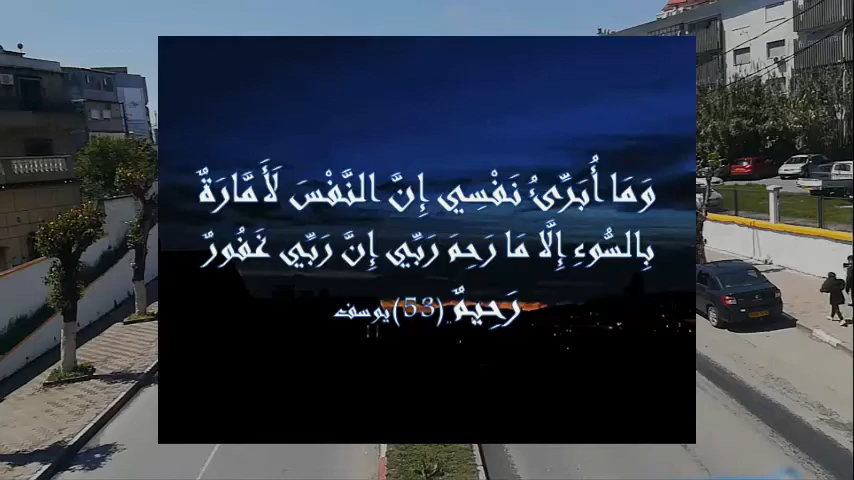 وَمَا أُبَرِّئُ نَفْسِي إِنَّ النَّفْسَ لَأَمَّارَةٌ
بِالسُّوءِ إِلَّا مَا رَحِمَ رَبِّي إِنَّ رَبِّي غَفُورٌ
رَحِيمٌ (53) يوسف